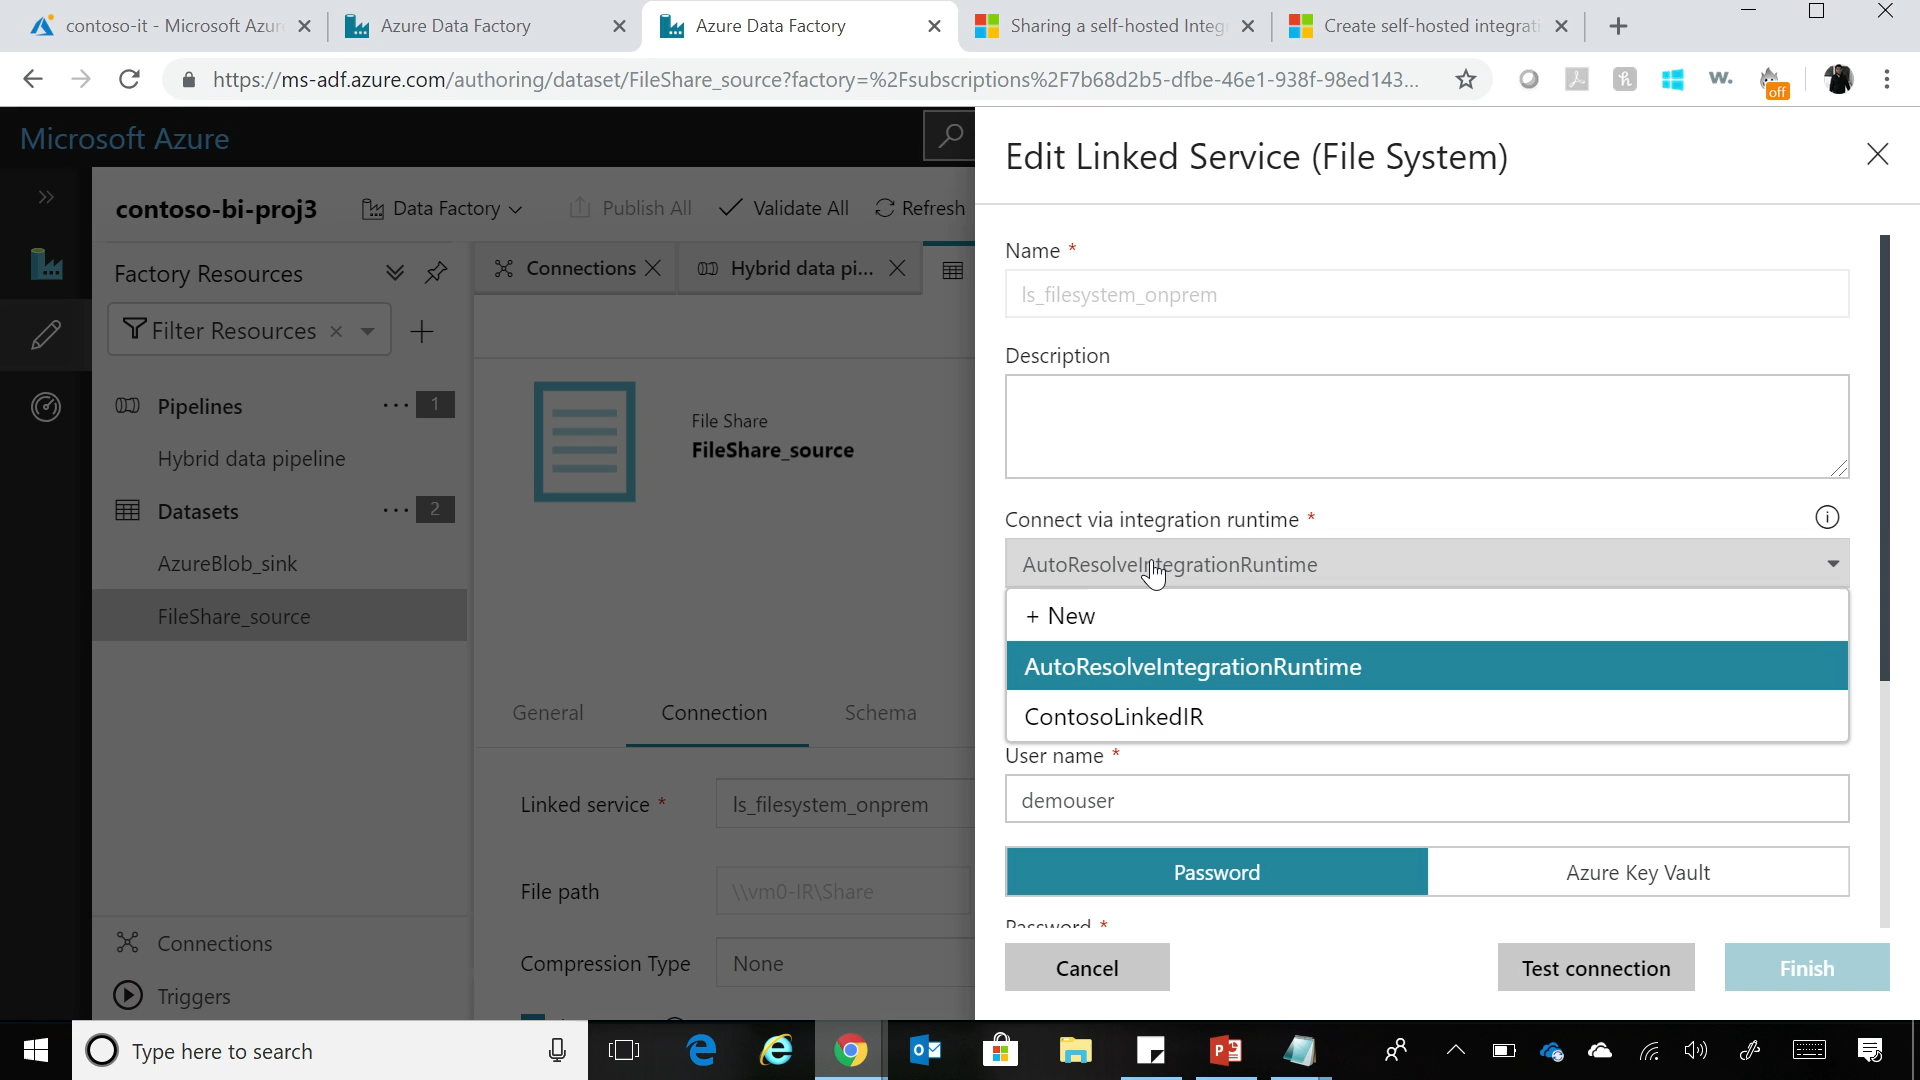 contoso-it - Microsoft Azur
Azure Data Factory
Azure Data Factory
Sharing a self-hosted Integ
Create self-hosted integrati
https://ms-adf.azure.com/authoring/dataset/FileShare_source?factory=%2Fsubscriptions%2F7b68d2b5-dfbe-46e1-938f-98ed143...
w.
off
Microsoft Azure
contoso-bi-proj3
Data Factory
Publish All
Validate All
Refresh
Factory Resources
Filter Resources
Pipelines
1
Hybrid data pipeline
Datasets
2
AzureBlob_sink
FileShare_source
Connections
Triggers
Connections
Hybrid data pi...
File Share
FileShare_source
General
Connection
Schema
Linked service *
ls_filesystem_onprem
File path
\\vm0-IR\Share
Compression Type
None
Edit Linked Service (File System)
Name *
ls_filesystem_onprem
Description
Connect via integration runtime *
AutoResolveIntegrationRuntime
+ New
AutoResolveIntegrationRuntime
ContosoLinkedIR
User name *
demouser
Password
Azure Key Vault
Password *
Cancel
Test connection
Finish
Type here to search